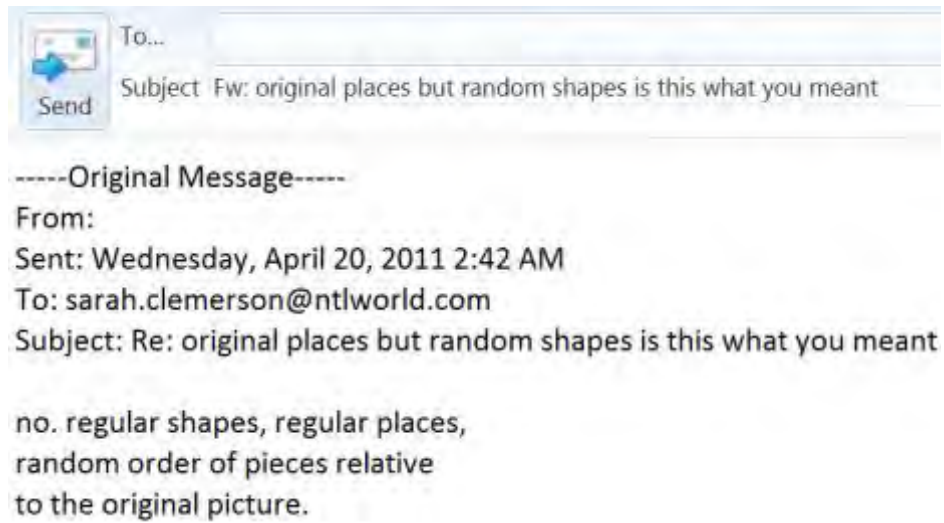 To...
Subject Fw: original places but random shapes is this what you meant
Send
-----Original Message-----
From:
Sent: Wednesday, April 20, 2011 2:42 AM
To: sarah.clemerson@ntlworld.com
Subject: Re: original places but random shapes is this what you meant
no. regular shapes, regular places,
random order of pieces relative
to the original picture.